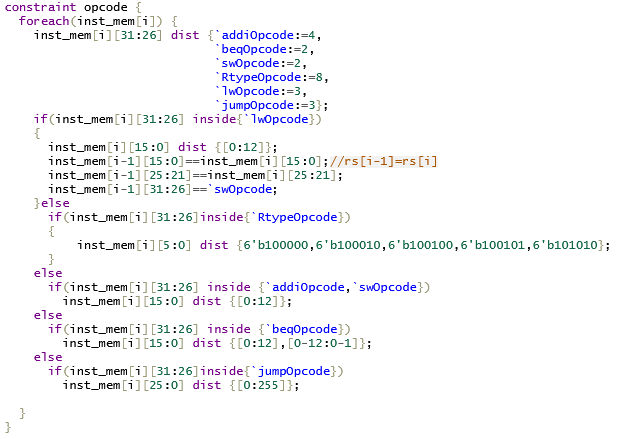 constraint opcode {
  foreach(inst_mem[i]) {
    inst_mem[i][31:26] dist {`addiOpcode:=4,
                             `beqOpcode:=2,
                             `swOpcode:=2,
                             `RtypeOpcode:=8,
                             `lwOpcode:=3,
                             `jumpOpcode:=3};
    if(inst_mem[i][31:26] inside{`lwOpcode})
    {
      inst_mem[i][15:0] dist {[0:12]};
      inst_mem[i-1][15:0]==inst_mem[i][15:0];//rs[i-1]=rs[i]
      inst_mem[i-1][25:21]==inst_mem[i][25:21];
      inst_mem[i-1][31:26]==`swOpcode;
    }else
      if(inst_mem[i][31:26]inside{`RtypeOpcode})
      {
          inst_mem[i][5:0] dist {6'b100000,6'b100010,6'b100100,6'b100101,6'b101010};
      }
    else
      if(inst_mem[i][31:26] inside {`addiOpcode,`swOpcode})
        inst_mem[i][15:0] dist {[0:12]};
    else
      if(inst_mem[i][31:26] inside {`beqOpcode})
        inst_mem[i][15:0] dist {[0:12],[0-12:0-1]};
    else
      if(inst_mem[i][31:26]inside{`jumpOpcode})
        inst_mem[i][25:0] dist {[0:255]};

  }
}